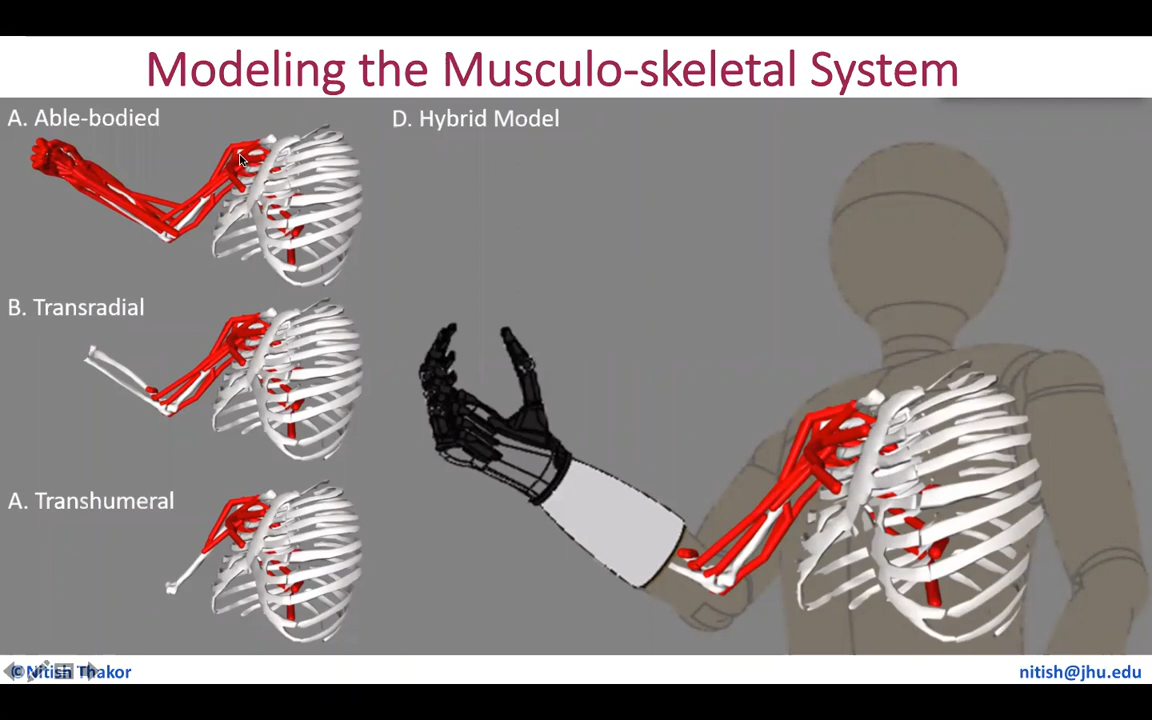 Modeling the Musculo-skeletal System
A. Able-bodied
D. Hybrid Model
B. Transradial
A. Transhumeral
©Nitish Thakor
nitish@jhu.edu